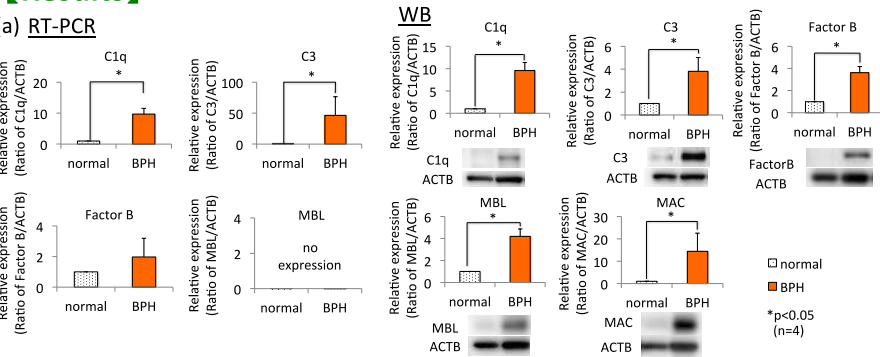 【Results】
(a) RT-PCR
C1q
Relative expression
(Ratio of C1q/ACTB)
20
10
0
*
normal BPH
C3
Relative expression
(Ratio of C3/ACTB)
100
50
0
*
normal BPH
Factor B
Relative expression
(Ratio of Factor B/ACTB)
4
2
0
normal BPH
MBL
Relative expression
(Ratio of MBL/ACTB)
4
2
0
no
expression
normal BPH
WB
C1q
Relative expression
(Ratio of C1q/ACTB)
15
10
5
0
*
normal BPH
C1q
ACTB
C3
Relative expression
(Ratio of C3/ACTB)
6
4
2
0
*
normal BPH
C3
ACTB
Factor B
Relative expression
(Ratio of Factor B/ACTB)
6
4
2
0
*
normal BPH
FactorB
ACTB
MBL
Relative expression
(Ratio of MBL/ACTB)
6
4
2
0
*
normal BPH
MBL
ACTB
MAC
Relative expression
(Ratio of MAC/ACTB)
30
20
10
0
*
normal BPH
MAC
ACTB
normal
BPH
*p<0.05
(n=4)